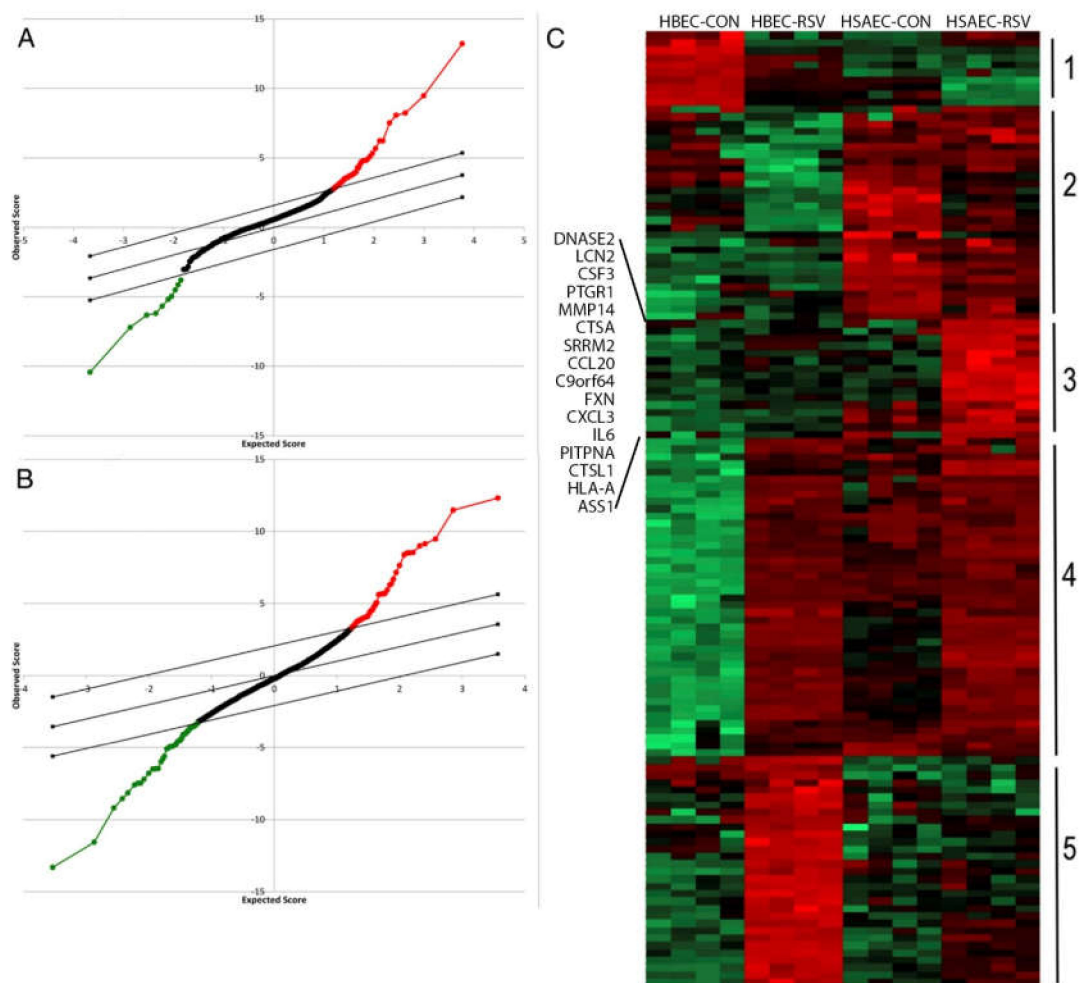 A
15
10
5
-5
-4
-3
-2
-1
0
1
2
3
4
5
-5
-10
-15
Observed Score
Expected Score
B
15
10
5
0
-4
-3
-2
-1
0
1
2
3
4
-5
-10
-15
Observed Score
Expected Score
C
HBEC-CON HBEC-RSV HSAEC-CON HSAEC-RSV
DNASE2
LCN2
CSF3
PTGR1
MMP14
CTSA
SRRM2
CCL20
C9orf64
FXN
CXCL3
IL6
PITPNA
CTSL1
HLA-A
ASS1
1
2
3
4
5